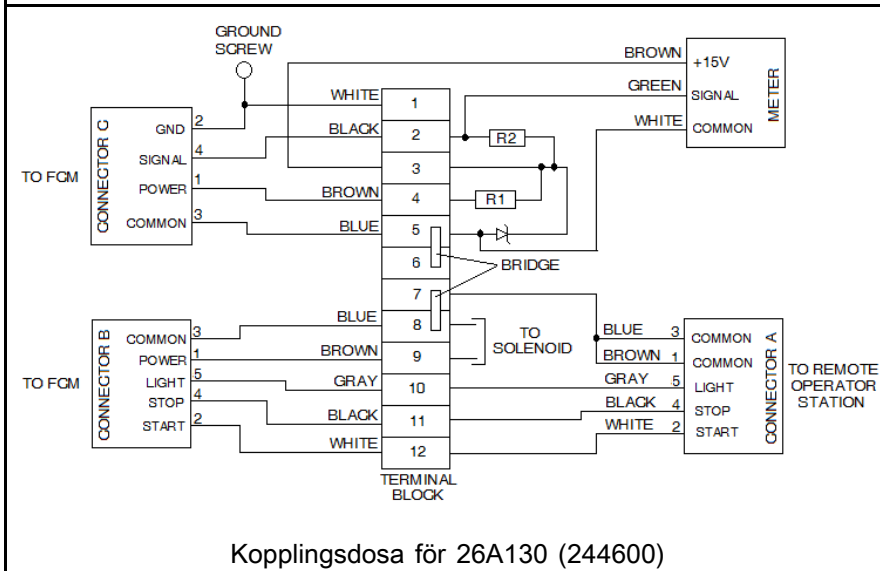 GROUND
SCREW
BROWN
+15V
GREEN
SIGNAL
WHITE
COMMON
METER
WHITE
1
BLACK
2
R2
3
BROWN
4
R1
BLUE
5
6
BRIDGE
7
TO FCM
CONNECTOR C
GND 2
SIGNAL 4
POWER 1
COMMON 3
BLUE
8
TO
SOLENOID
BROWN
9
GRAY
10
BLACK
11
WHITE
12
TERMINAL
BLOCK
TO FCM
CONNECTOR B
COMMON 3
POWER 1
LIGHT 5
STOP 4
START 2
BLUE 3 COMMON
BROWN 1 COMMON
GRAY 5 LIGHT
BLACK 4 STOP
WHITE 2 START
CONNECTOR A
TO REMOTE
OPERATOR
STATION
Kopplingsdosa för 26A130 (244600)